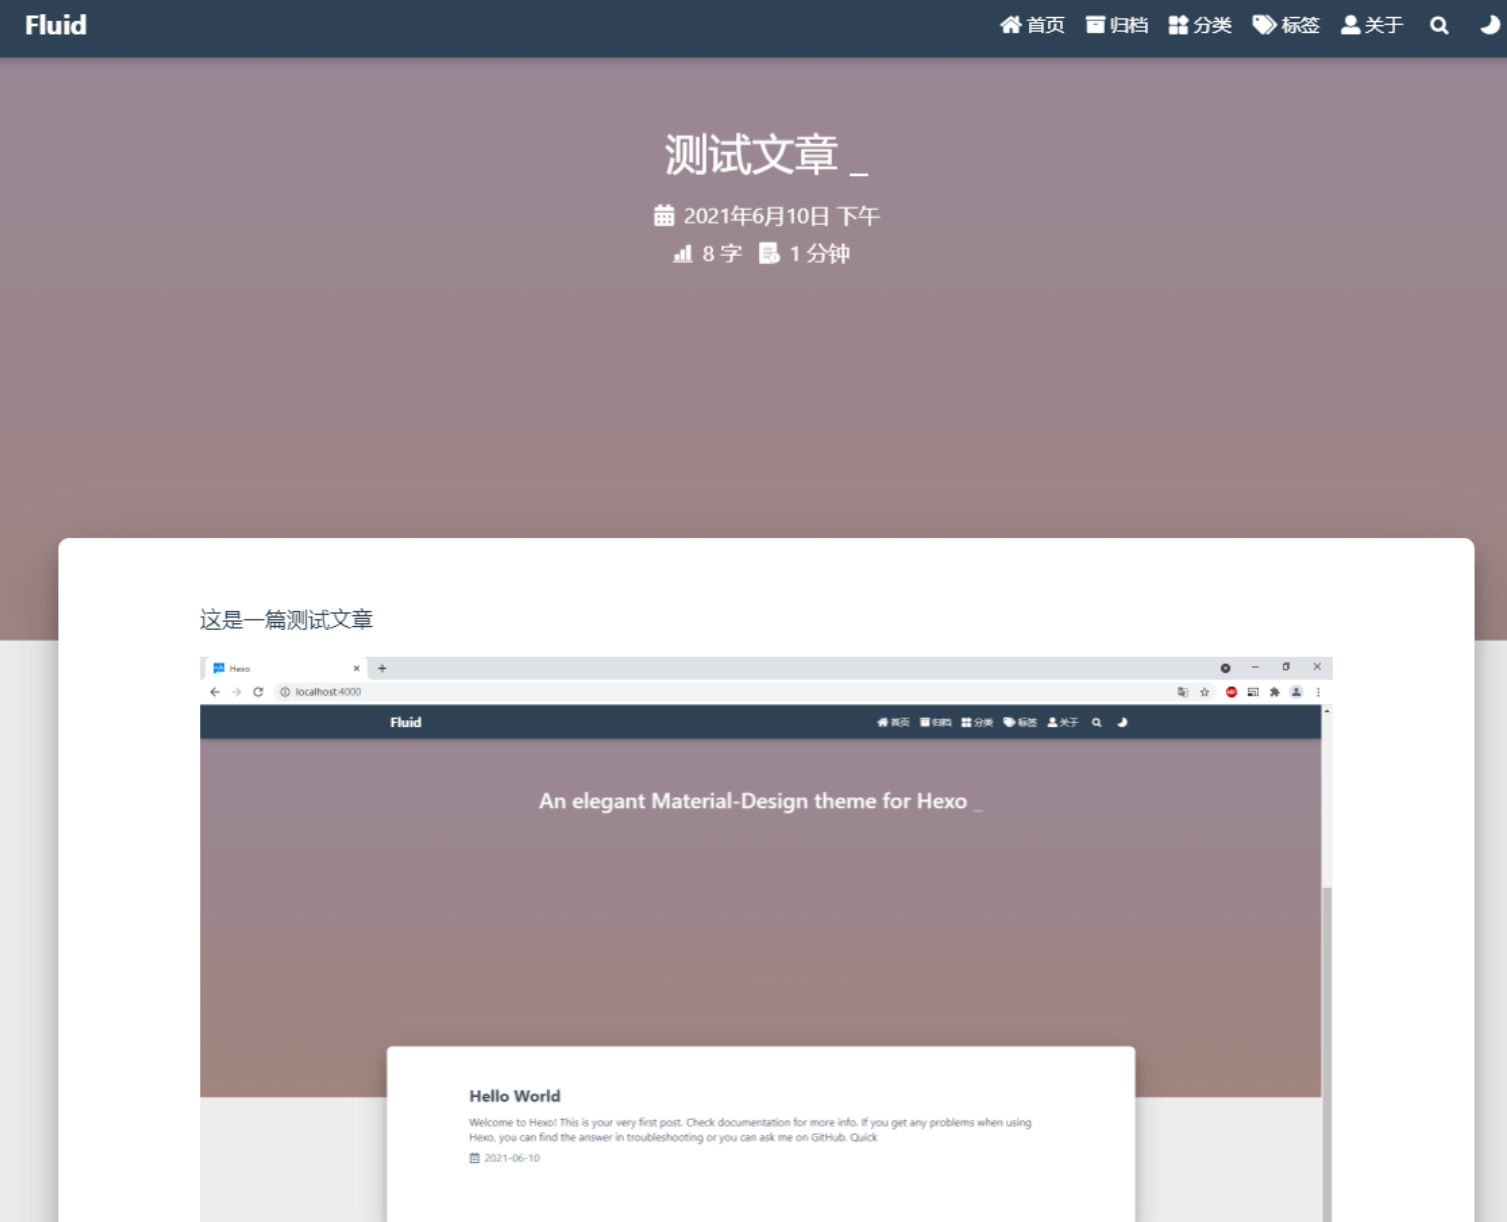 Fluid 首页 归档 分类 标签 关于
测试文章 _
2021年6月10日 下午
8 字 1 分钟
这是一篇测试文章
Hexo
localhost:4000
Fluid 首页 归档 分类 标签 关于
An elegant Material-Design theme for Hexo _
Hello World
Welcome to Hexo! This is your very first post. Check documentation for more info. If you get any problems when using
Hexo, you can find the answer in troubleshooting or you can ask me on GitHub. Quick
2021-06-10